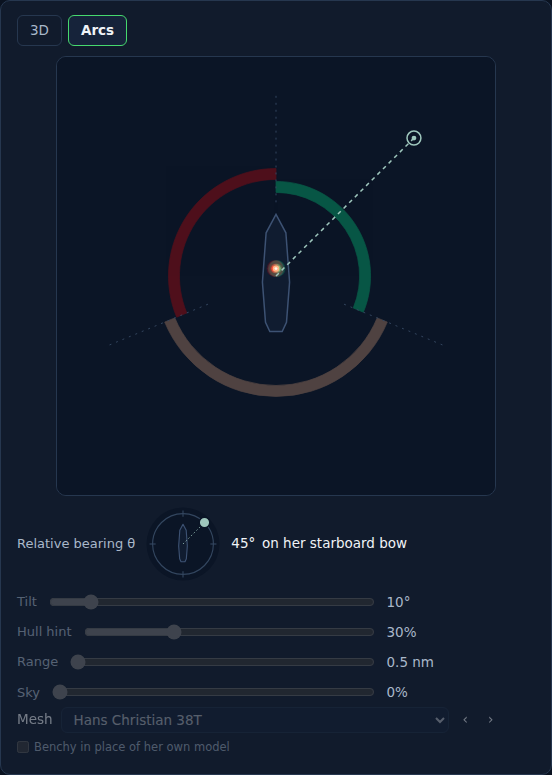 3D Arcs
Relative bearing θ 45° on her starboard bow
Tilt 10°
Hull hint 30%
Range 0.5 nm
Sky 0%
Mesh Hans Christian 38T ‹ ›
Benchy in place of her own model